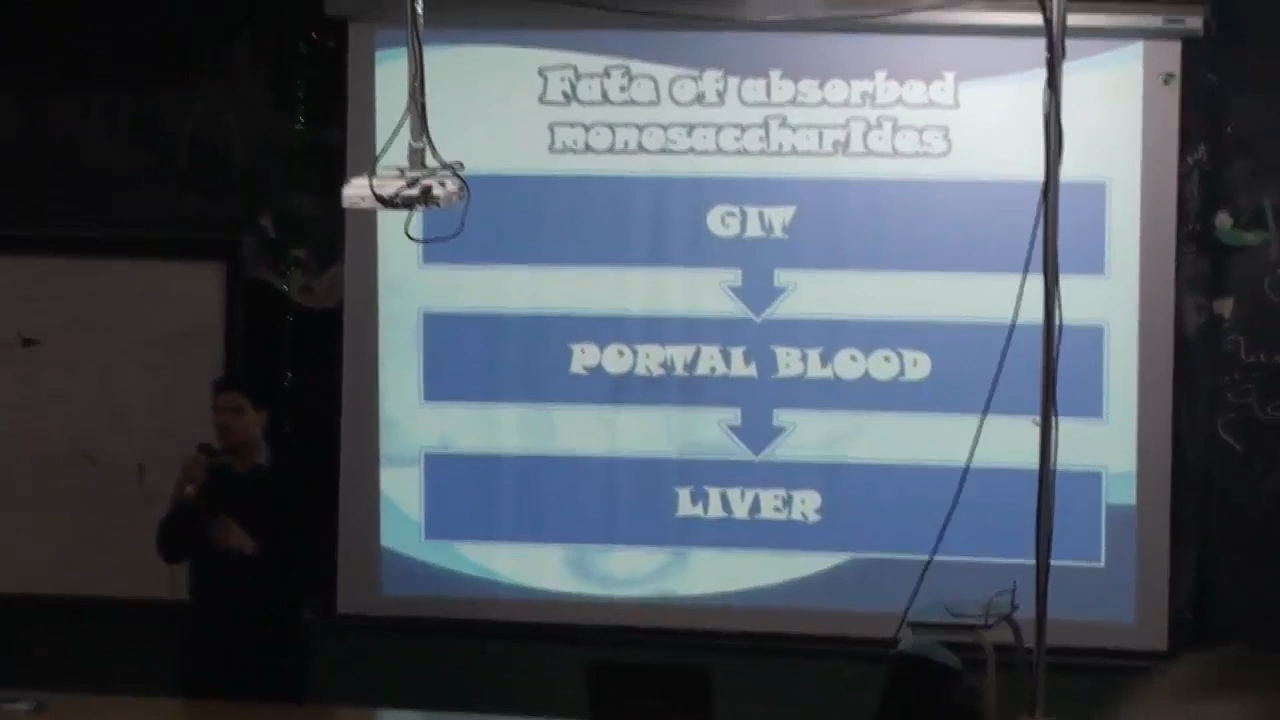 Fate of absorbed
monosaccharides
GIT
PORTAL BLOOD
LIVER